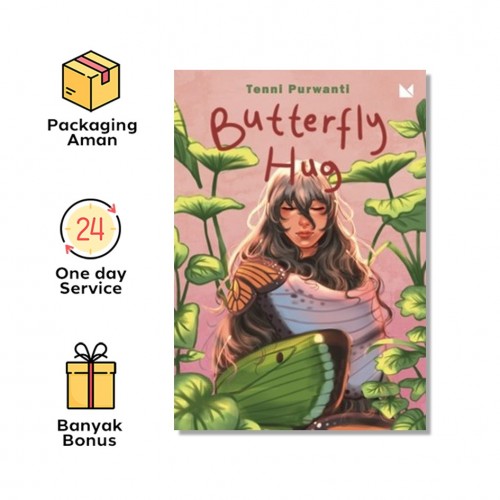 Packaging
Aman
24
One day
Service
Banyak
Bonus
Tenni Purwanti
Butterfly
Hug